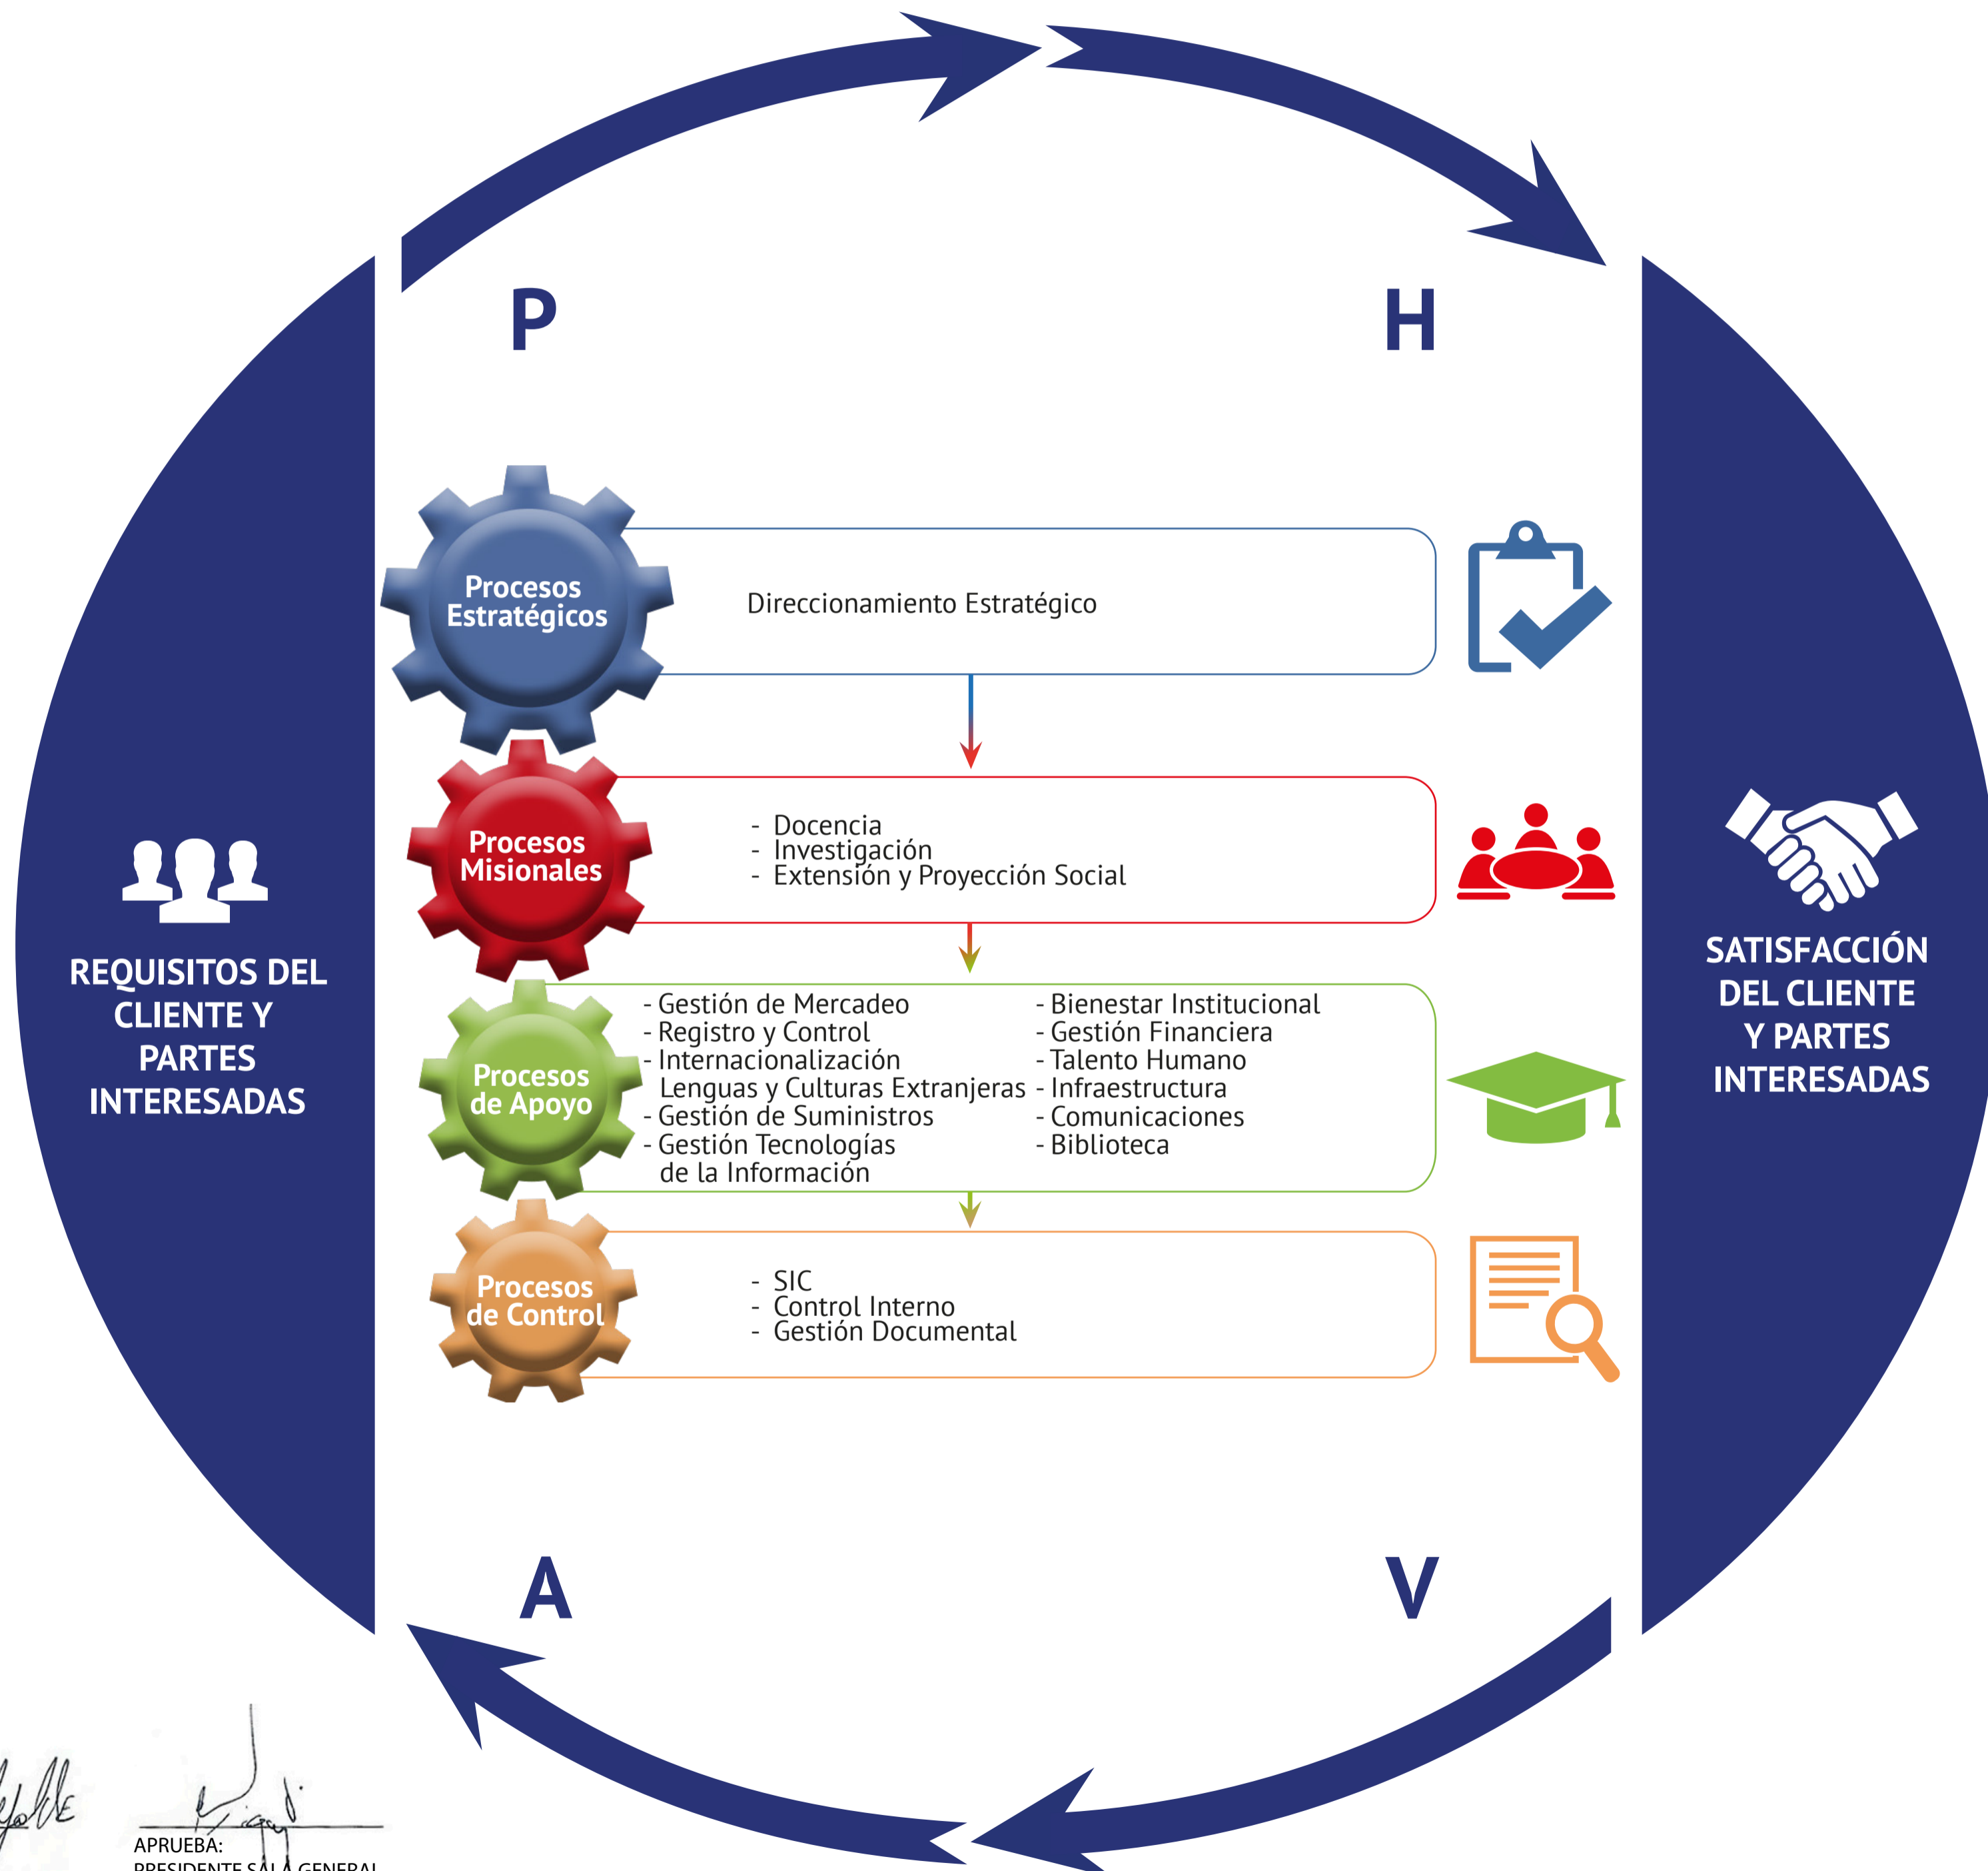 P
H
Procesos
Estratégicos
Direccionamiento Estratégico
Procesos
Misionales
- Docencia
- Investigación
- Extensión y Proyección Social
REQUISITOS DEL
CLIENTE Y
PARTES
INTERESADAS
SATISFACCIÓN
DEL CLIENTE
Y PARTES
INTERESADAS
Procesos
de Apoyo
- Gestión de Mercadeo
- Registro y Control
- Internacionalización
Lenguas y Culturas Extranjeras
- Gestión de Suministros
- Gestión Tecnologías
de la Información
- Bienestar Institucional
- Gestión Financiera
- Talento Humano
- Infraestructura
- Comunicaciones
- Biblioteca
Procesos
de Control
- SIC
- Control Interno
- Gestión Documental
A
V
APRUEBA:
PRESIDENTE SALA GENERAL